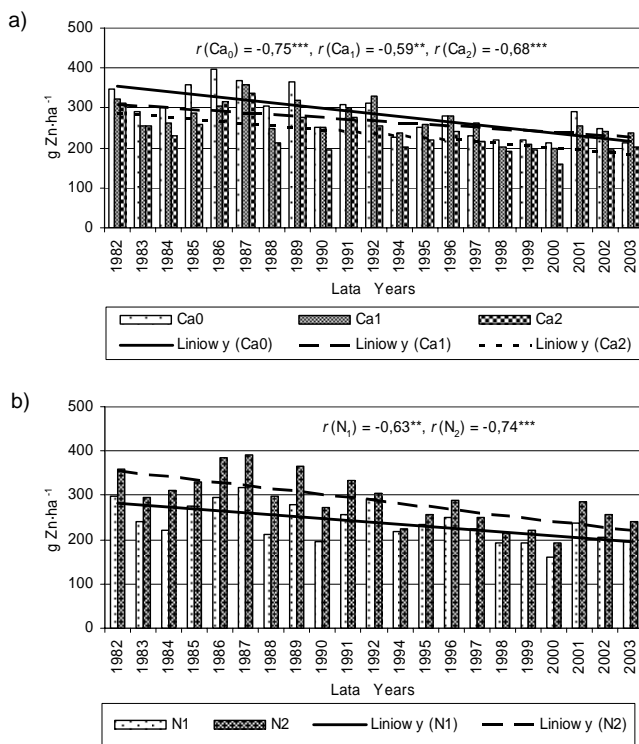 a)
r (Ca0) = -0,75***, r (Ca1) = -0,59**, r (Ca2) = -0,68***
g Zn·ha-1
500
400
300
200
100
0
1982 1983 1984 1985 1986 1987 1988 1989 1990 1991 1992 1994 1995 1996 1997 1998 1999 2000 2001 2002 2003
Lata Years
Ca0 Ca1 Ca2
Liniow y (Ca0) Liniow y (Ca1) Liniow y (Ca2)
b)
r (N1) = -0,63**, r (N2) = -0,74***
g Zn·ha-1
500
400
300
200
100
0
1982 1983 1984 1985 1986 1987 1988 1989 1990 1991 1992 1994 1995 1996 1997 1998 1999 2000 2001 2002 2003
Lata Years
N1 N2 Liniow y (N1) Liniow y (N2)